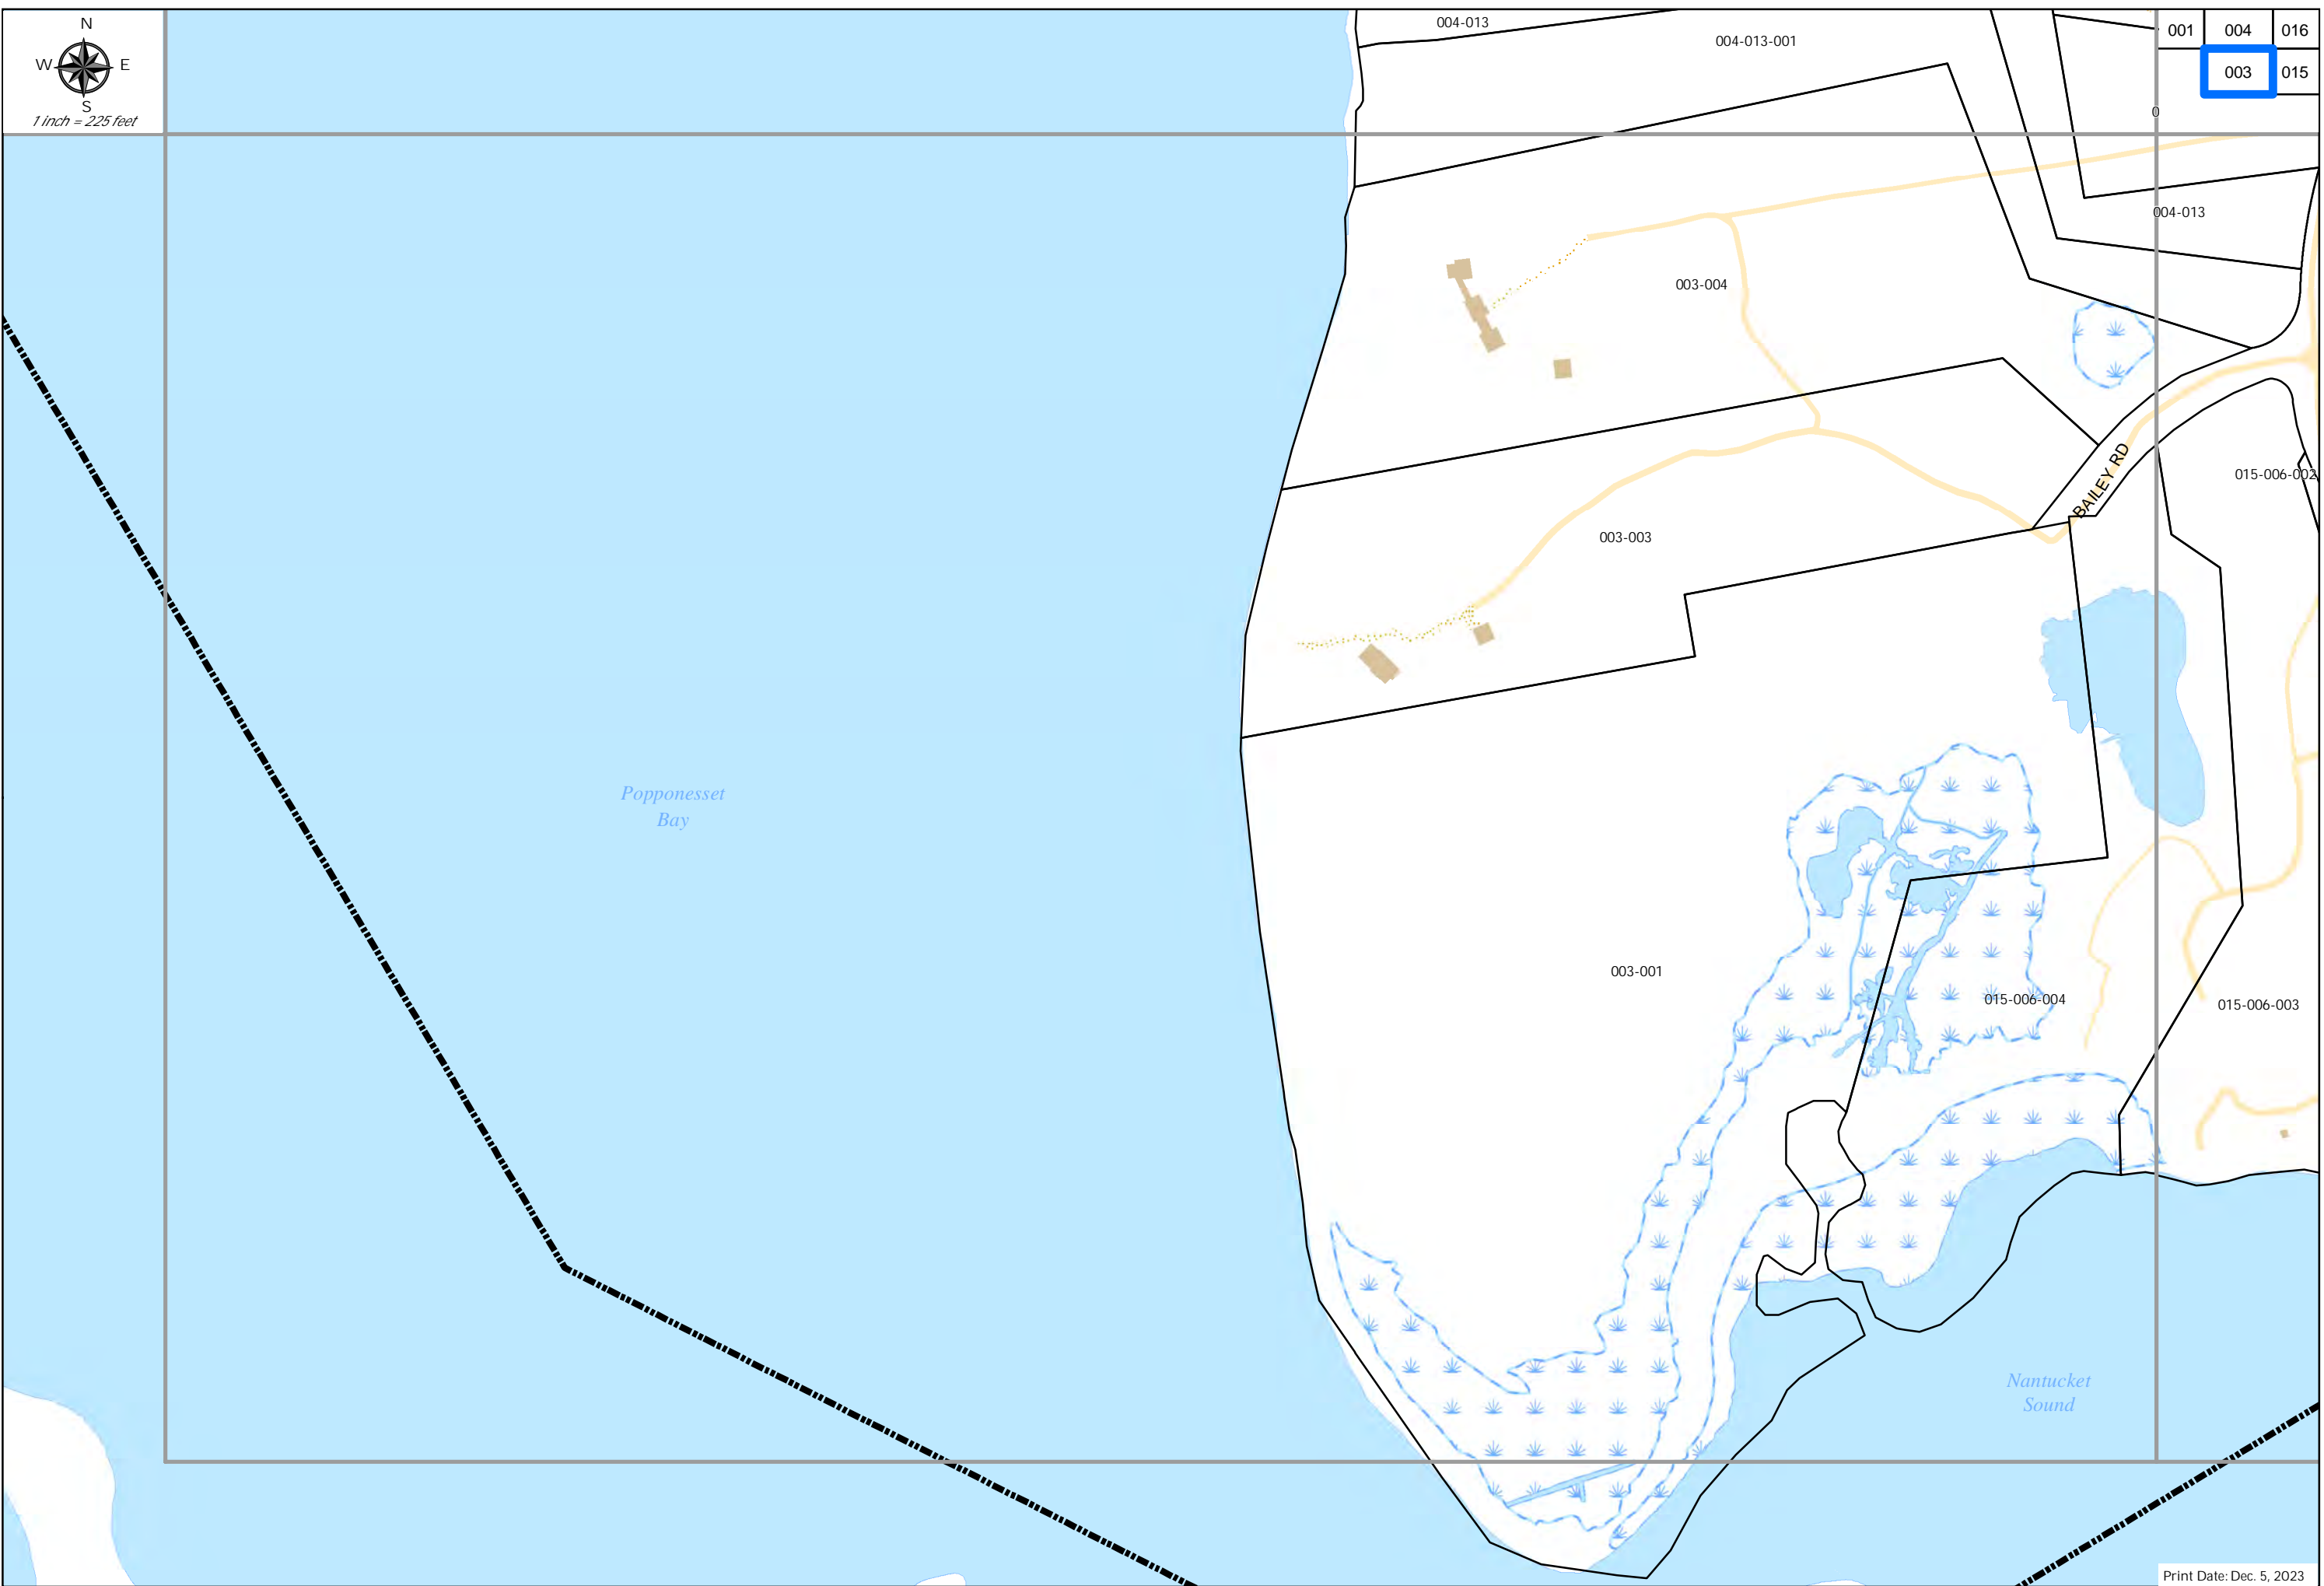 N
W E
S
1 inch = 225 feet
004-013
004-013-001
001 004 016
003 015
0
004-013
003-004
BAILEY RD
015-006-002
003-003
Popponesset
Bay
003-001
015-006-004
015-006-003
Nantucket
Sound
Print Date: Dec. 5, 2023